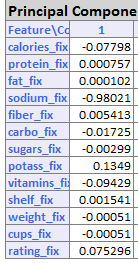 Principal Compone
Feature\Co 1
calories_fix -0.07798
protein_fix 0.000757
fat_fix 0.000102
sodium_fix -0.98021
fiber_fix 0.005413
carbo_fix -0.01725
sugars_fix -0.00299
potass_fix 0.1349
vitamins_fi -0.09429
shelf_fix 0.001541
weight_fix -0.00051
cups_fix -0.00051
rating_fix 0.075296